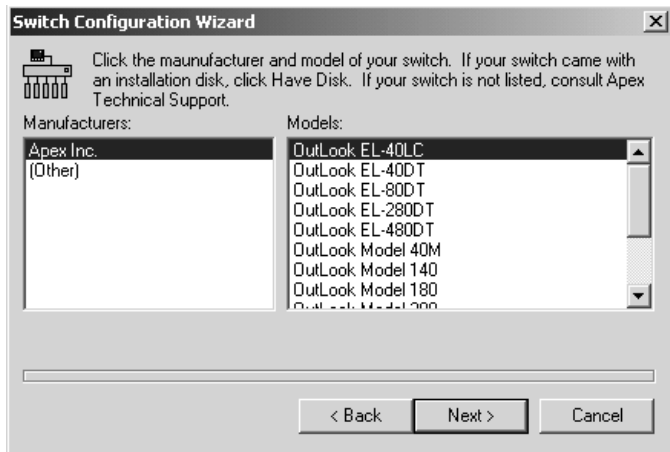 Switch Configuration Wizard
Click the maunufacturer and model of your switch. If your switch came with
an installation disk, click Have Disk. If your switch is not listed, consult Apex
Technical Support.
Manufacturers:
Models:
Apex Inc.
(Other)
OutLook EL-40LC
OutLook EL-40DT
OutLook EL-80DT
OutLook EL-280DT
OutLook EL-480DT
OutLook Model 40M
OutLook Model 140
OutLook Model 180
< Back
Next >
Cancel